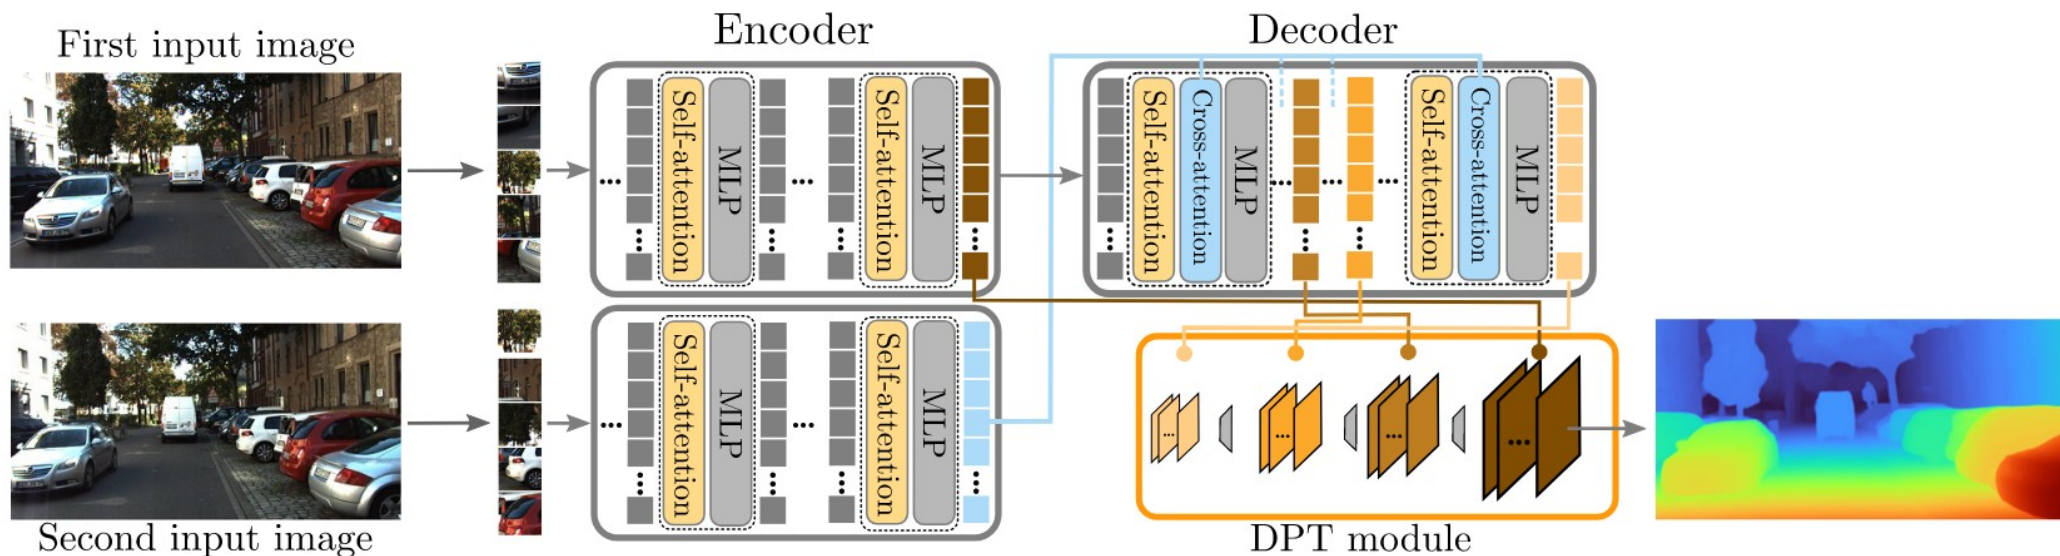 First input image
Encoder
Decoder
Self-attention
MLP
Self-attention
MLP
Self-attention
Cross-attention
MLP
Self-attention
Cross-attention
MLP
Self-attention
MLP
Self-attention
MLP
Second input image
DPT module